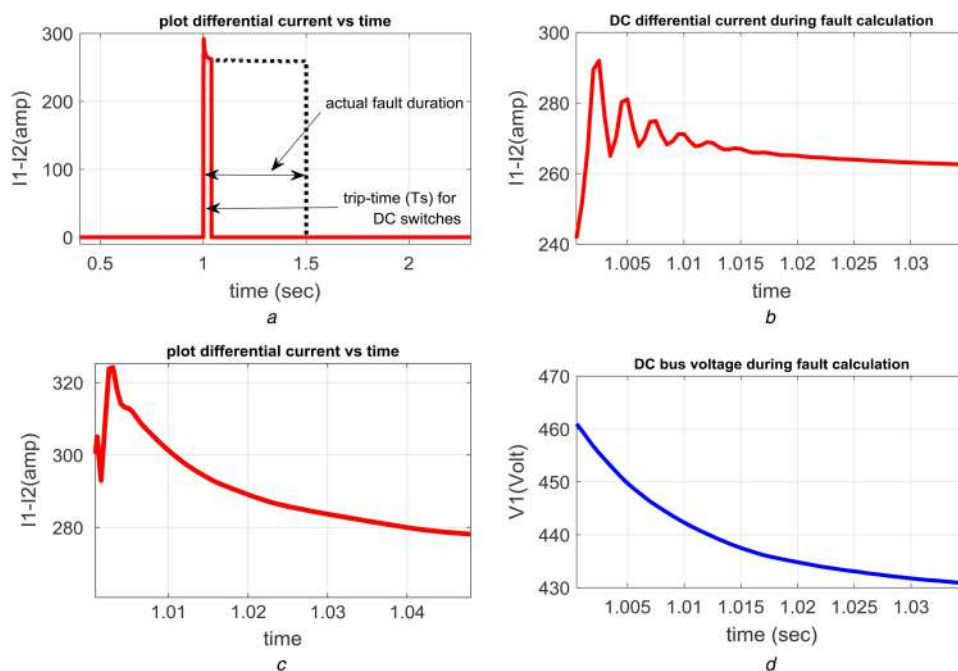 plot differential current vs time
I1-I2(amp)
300
200
100
0
actual fault duration
trip-time (Ts) for
DC switches
0.5
1
1.5
2
time (sec)
a
DC differential current during fault calculation
I1-I2(amp)
300
280
260
240
1.005
1.01
1.015
1.02
1.025
1.03
time
b
plot differential current vs time
I1-I2(amp)
320
300
280
1.01
1.02
1.03
1.04
time
c
DC bus voltage during fault calculation
V1(Volt)
470
460
450
440
430
1.005
1.01
1.015
1.02
1.025
1.03
time (sec)
d